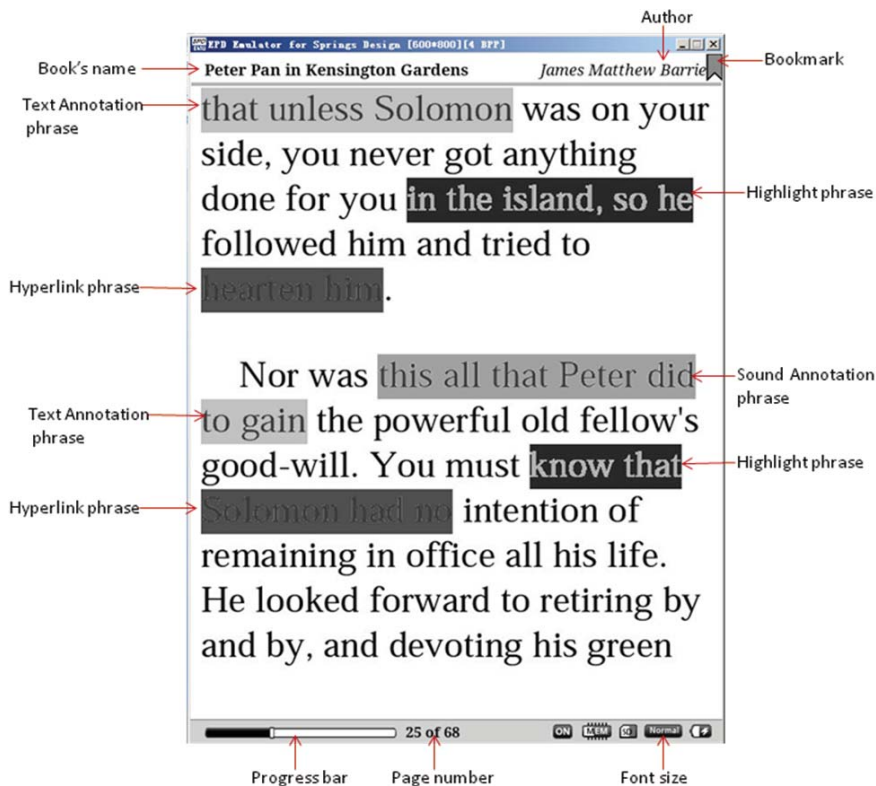 Author
EPD Emulator for Springs Design [600*800][4 BPP]
Book's name
Peter Pan in Kensington Gardens
James Matthew Barrie
Bookmark
Text Annotation
phrase
that unless Solomon was on your
side, you never got anything
done for you in the island, so he
Highlight phrase
followed him and tried to
Hyperlink phrase
hearten him.
Nor was this all that Peter did
Sound Annotation
phrase
Text Annotation
phrase
to gain the powerful old fellow's
good-will. You must know that
Highlight phrase
Hyperlink phrase
Solomon had no intention of
remaining in office all his life.
He looked forward to retiring by
and by, and devoting his green
25 of 68
ON
MEM
SD
Normal
Progress bar
Page number
Font size